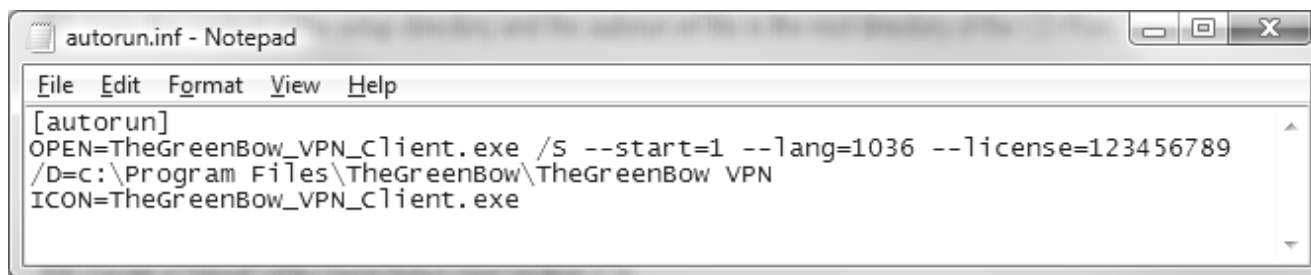 autorun.inf - Notepad
File Edit Format View Help
[autorun]
OPEN=TheGreenBow_VPN_Client.exe /S --start=1 --lang=1036 --license=123456789
/D=c:\Program Files\TheGreenBow\TheGreenBow VPN
ICON=TheGreenBow_VPN_Client.exe